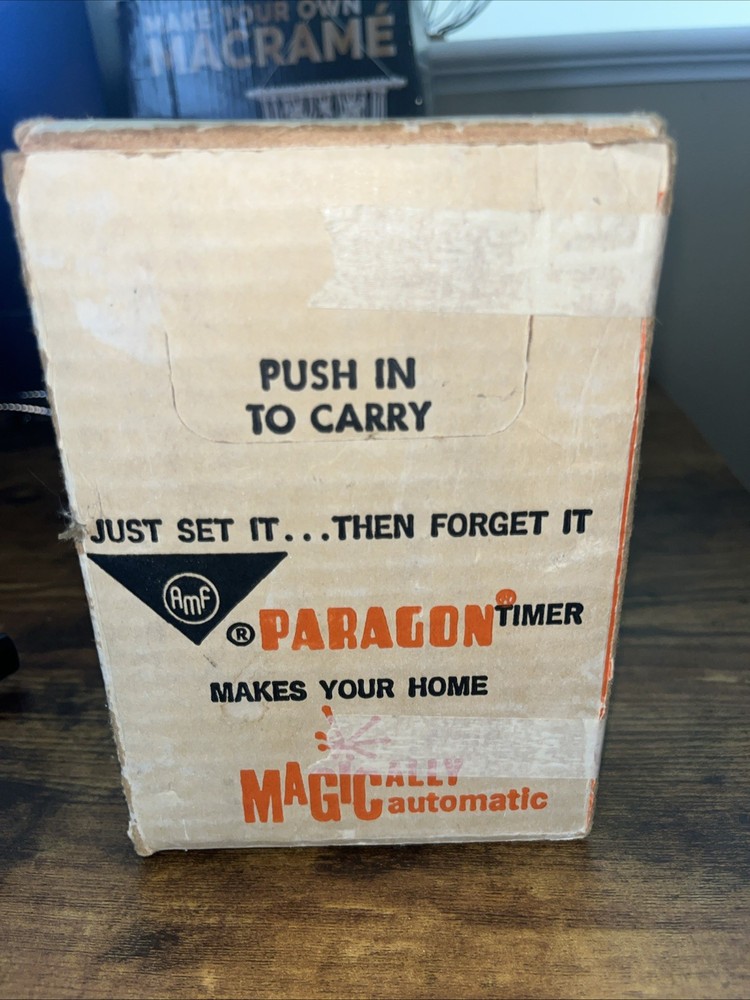 MAKE YOUR OWN
MACRAMÉ
PUSH IN
TO CARRY
JUST SET IT...THEN FORGET IT
AMF
® PARAGON TIMER
MAKES YOUR HOME
MAGICALLY
automatic